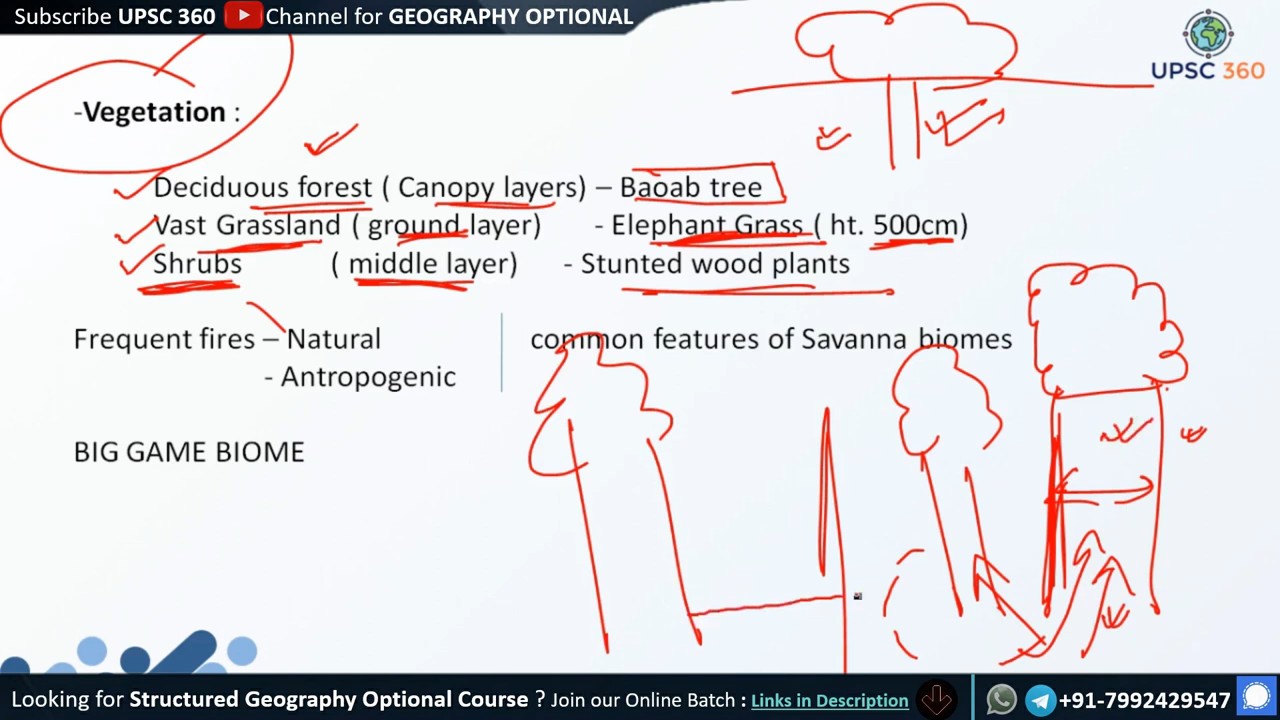 Subscribe UPSC 360 Channel for GEOGRAPHY OPTIONAL
UPSC 360
-Vegetation :
Deciduous forest ( Canopy layers) – Baoab tree
Vast Grassland ( ground layer) - Elephant Grass ( ht. 500cm)
Shrubs ( middle layer) - Stunted wood plants
Frequent fires – Natural common features of Savanna biomes
- Antropogenic
BIG GAME BIOME
Looking for Structured Geography Optional Course ? Join our Online Batch : Links in Description +91-7992429547